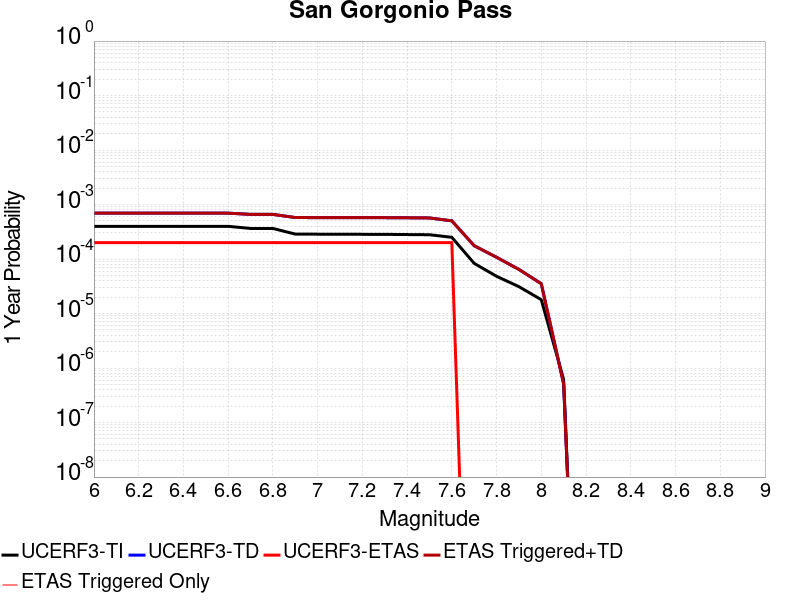 San Gorgonio Pass
10^0
10^-1
10^-2
10^-3
10^-4
10^-5
10^-6
10^-7
10^-8
1 Year Probability
6 6.2 6.4 6.6 6.8 7 7.2 7.4 7.6 7.8 8 8.2 8.4 8.6 8.8 9
Magnitude
UCERF3-TI UCERF3-TD UCERF3-ETAS ETAS Triggered+TD
ETAS Triggered Only